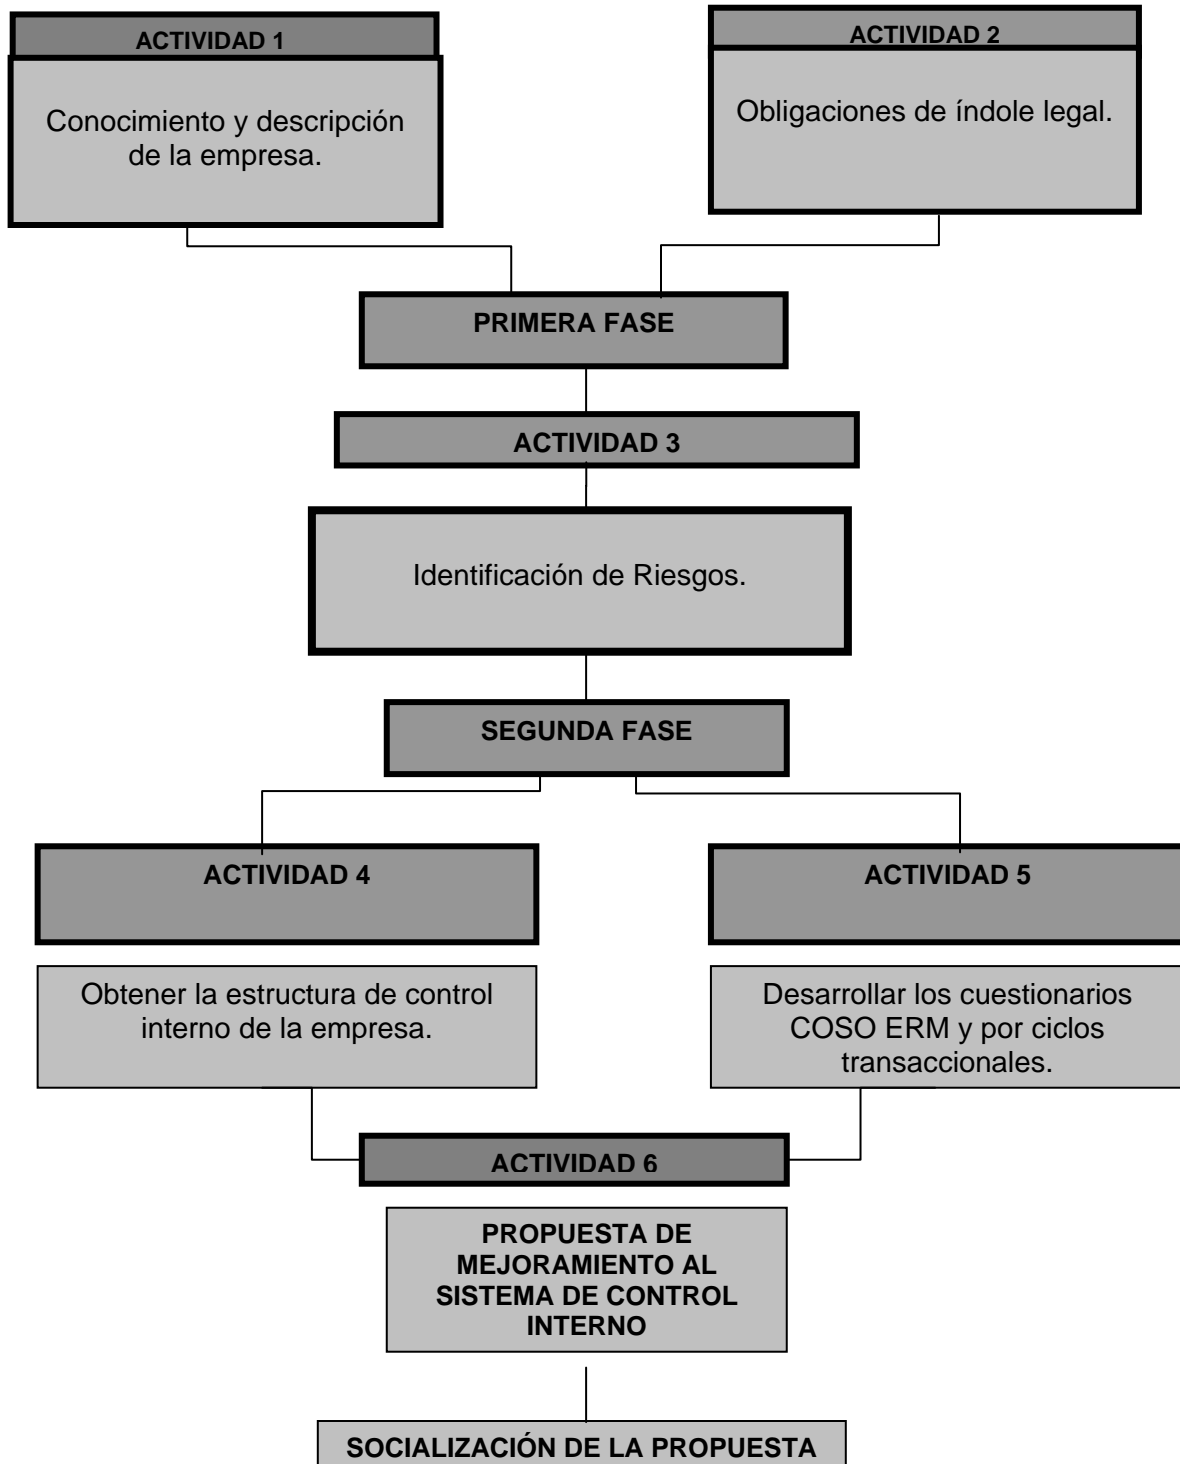 ACTIVIDAD 1
Conocimiento y descripción
de la empresa.
ACTIVIDAD 2
Obligaciones de índole legal.
PRIMERA FASE
ACTIVIDAD 3
Identificación de Riesgos.
SEGUNDA FASE
ACTIVIDAD 4
Obtener la estructura de control
interno de la empresa.
ACTIVIDAD 5
Desarrollar los cuestionarios
COSO ERM y por ciclos
transaccionales.
ACTIVIDAD 6
PROPUESTA DE
MEJORAMIENTO AL
SISTEMA DE CONTROL
INTERNO
SOCIALIZACIÓN DE LA PROPUESTA